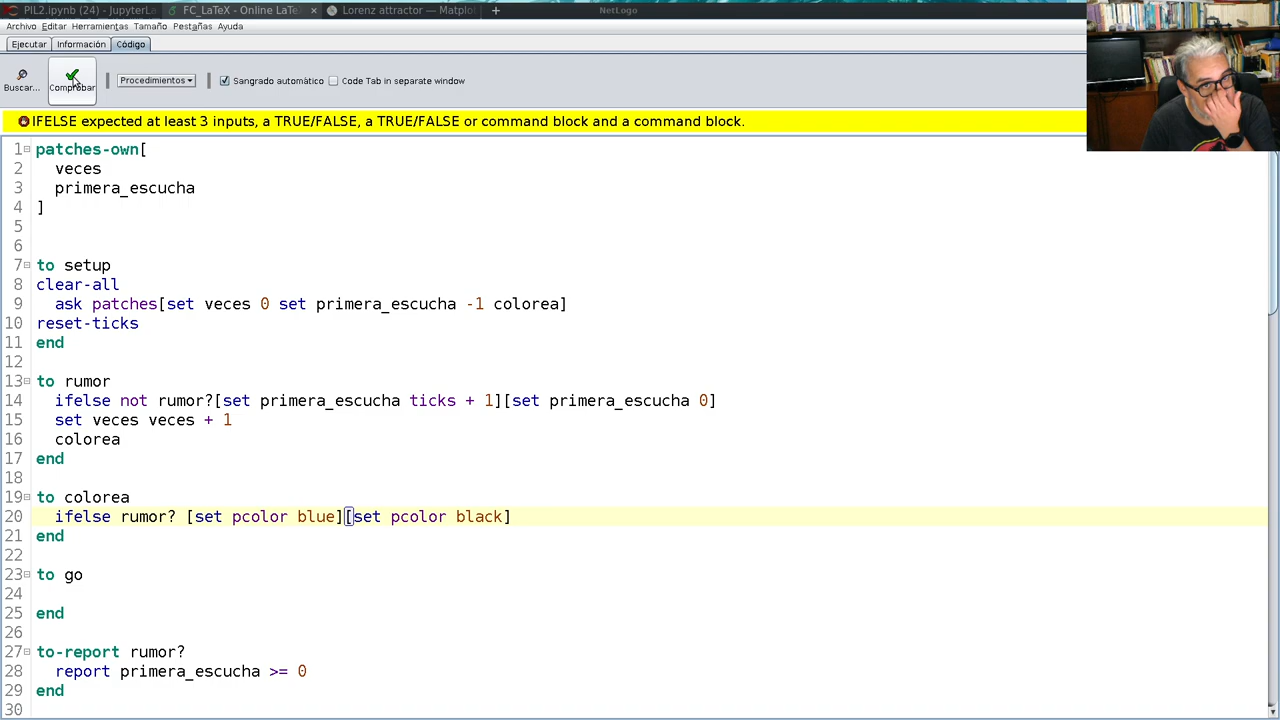 PIL2.ipynb (24) - JupyterLa
FC_LaTeX - Online LaTe
Lorenz attractor — Matplot
NetLogo
Archivo Editar Herramientas Tamaño Pestañas Ayuda
Ejecutar Información Código
Buscar... Comprobar Procedimientos Sangrado automático Code Tab in separate window
IFELSE expected at least 3 inputs, a TRUE/FALSE, a TRUE/FALSE or command block and a command block.
1 patches-own[
2 veces
3 primera_escucha
4 ]
5
6
7 to setup
8 clear-all
9 ask patches[set veces 0 set primera_escucha -1 colorea]
10 reset-ticks
11 end
12
13 to rumor
14 ifelse not rumor?[set primera_escucha ticks + 1][set primera_escucha 0]
15 set veces veces + 1
16 colorea
17 end
18
19 to colorea
20 ifelse rumor? [set pcolor blue][set pcolor black]
21 end
22
23 to go
24
25 end
26
27 to-report rumor?
28 report primera_escucha >= 0
29 end
30